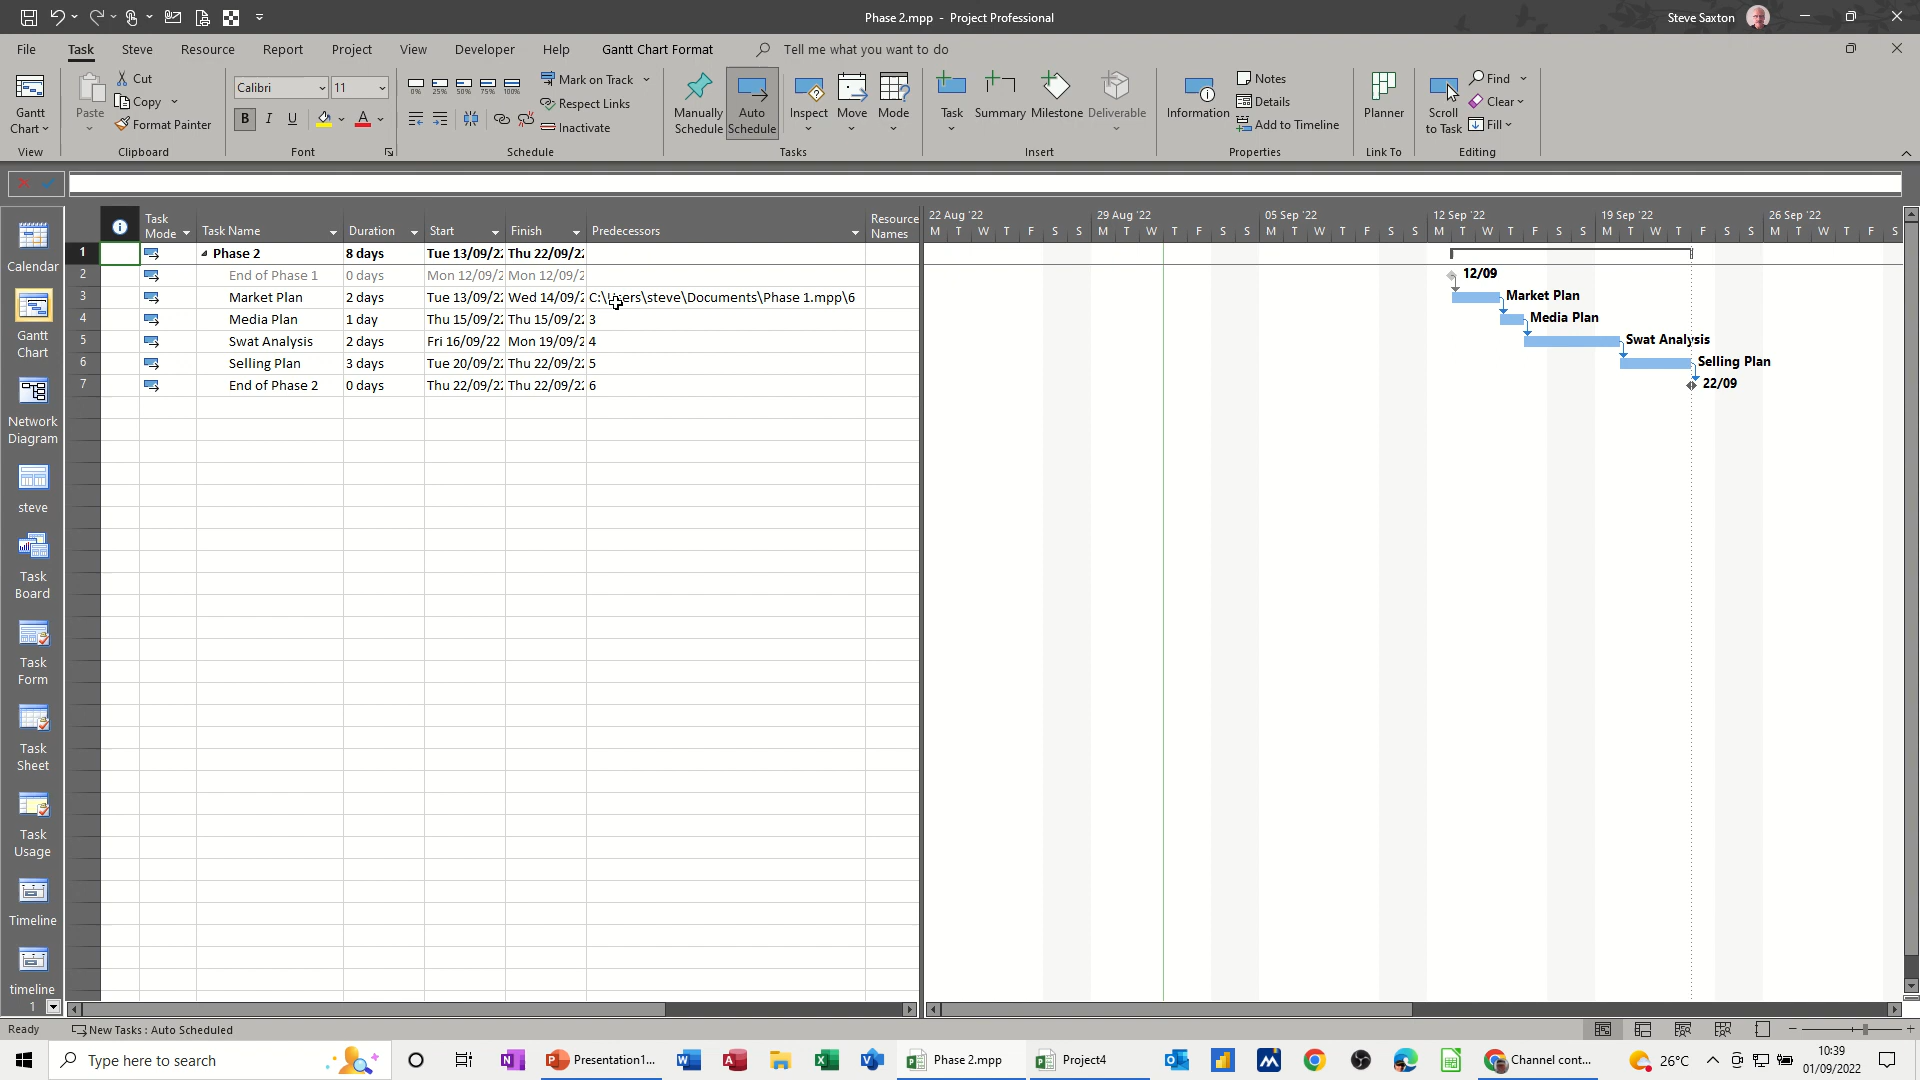 Phase 2.mpp - Project Professional
Steve Saxton
File Task Steve Resource Report Project View Developer Help Gantt Chart Format Tell me what you want to do
Gantt Chart
View
Paste
Cut
Copy
Format Painter
Clipboard
Calibri 11
B I U A
Font
0% 25% 50% 75% 100%
Mark on Track
Respect Links
Inactivate
Schedule
Manually Schedule
Auto Schedule
Inspect
Move
Mode
Tasks
Task
Summary
Milestone
Deliverable
Insert
Information
Notes
Details
Add to Timeline
Properties
Planner
Link To
Scroll to Task
Find
Clear
Fill
Editing
Calendar
Gantt Chart
Network Diagram
steve
Task Board
Task Form
Task Sheet
Task Usage
Timeline
timeline 1
Task Mode Task Name Duration Start Finish Predecessors Resource Names
1 Phase 2 8 days Tue 13/09/22 Thu 22/09/22
2 End of Phase 1 0 days Mon 12/09/2 Mon 12/09/2
3 Market Plan 2 days Tue 13/09/22 Wed 14/09/2 C:\Users\steve\Documents\Phase 1.mpp\6
4 Media Plan 1 day Thu 15/09/22 Thu 15/09/22 3
5 Swat Analysis 2 days Fri 16/09/22 Mon 19/09/2 4
6 Selling Plan 3 days Tue 20/09/22 Thu 22/09/22 5
7 End of Phase 2 0 days Thu 22/09/22 Thu 22/09/22 6
22 Aug '22 29 Aug '22 05 Sep '22 12 Sep '22 19 Sep '22 26 Sep '22
M T W T F S S M T W T F S S M T W T F S S M T W T F S S M T W T F S S M T W T F S
12/09
Market Plan
Media Plan
Swat Analysis
Selling Plan
22/09
Ready New Tasks : Auto Scheduled
Type here to search
Presentation1...
Phase 2.mpp
Project4
Channel cont...
26°C
10:39
01/09/2022